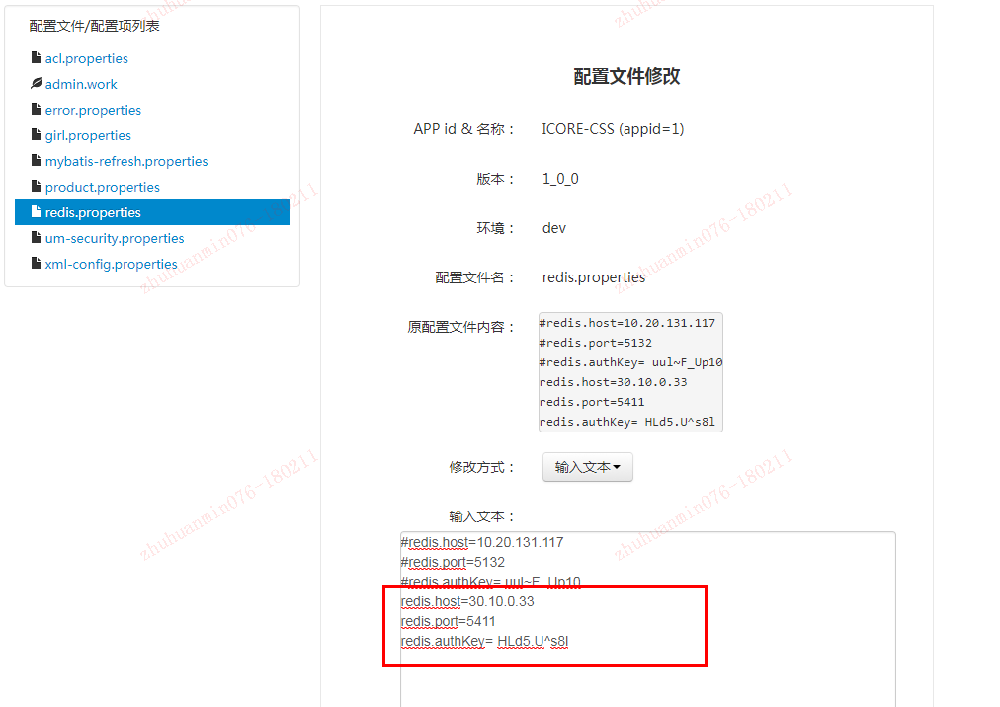 配置文件/配置项列表
acl.properties
admin.work
error.properties
girl.properties
mybatis-refresh.properties
product.properties
redis.properties
um-security.properties
xml-config.properties
配置文件修改
APP id & 名称： ICORE-CSS (appid=1)
版本： 1_0_0
环境： dev
配置文件名： redis.properties
原配置文件内容：
#redis.host=10.20.131.117
#redis.port=5132
#redis.authKey= uul~F_Up10
redis.host=30.10.0.33
redis.port=5411
redis.authKey= HLd5.U^s8l
修改方式： 输入文本
输入文本：
#redis.host=10.20.131.117
#redis.port=5132
#redis.authKey= uul~F_Up10
redis.host=30.10.0.33
redis.port=5411
redis.authKey= HLd5.U^s8l
zhuhuanmin076-180211
zhuhuanmin076-180211
zhuhuanmin076-180211
zhuhuanmin076-180211